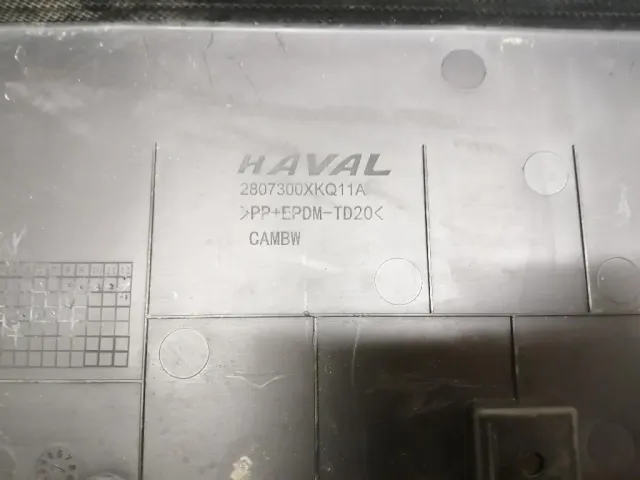 HAVAL
2807300XKQ11A
>PP+EPDM-TD20<
CAMBW